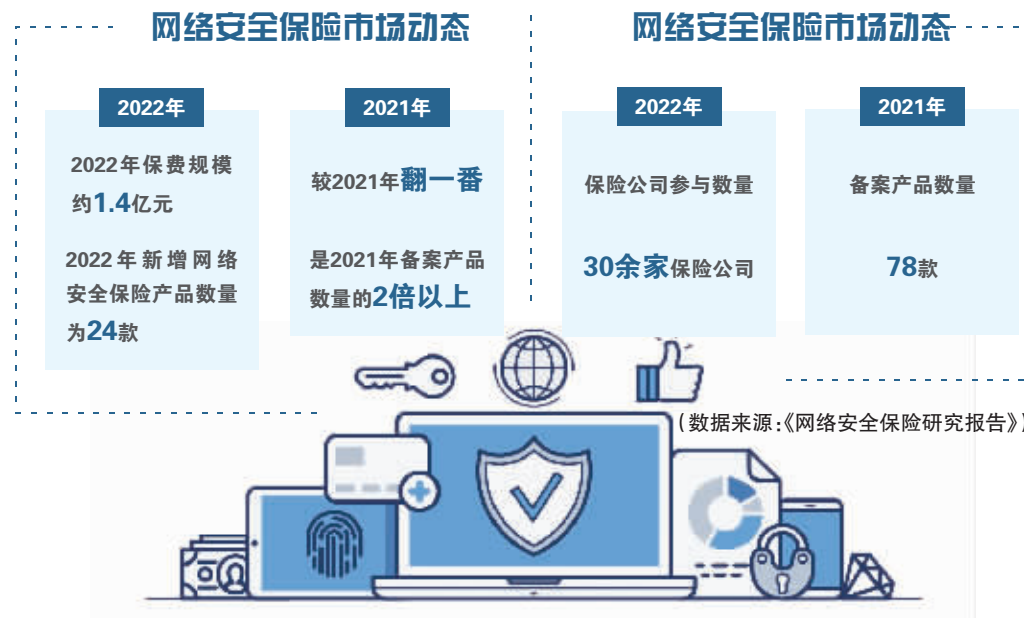 网络安全保险市场动态
2022年
2022年保费规模
约1.4亿元
2022年新增网络
安全保险产品数量
为24款
2021年
较2021年翻一番
是2021年备案产品
数量的2倍以上
网络安全保险市场动态
2022年
保险公司参与数量
30余家保险公司
2021年
备案产品数量
78款
(数据来源:《网络安全保险研究报告》)